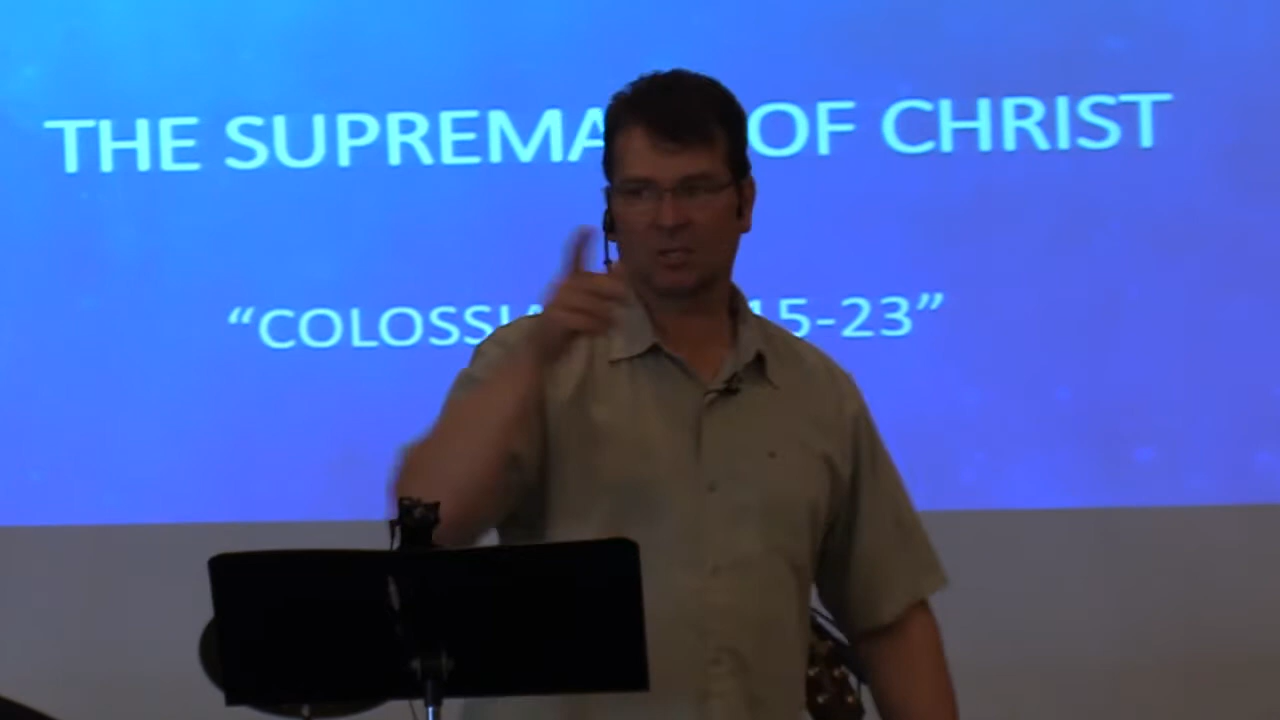 THE SUPREMA OF CHRIST
“COLOSSI 15-23”